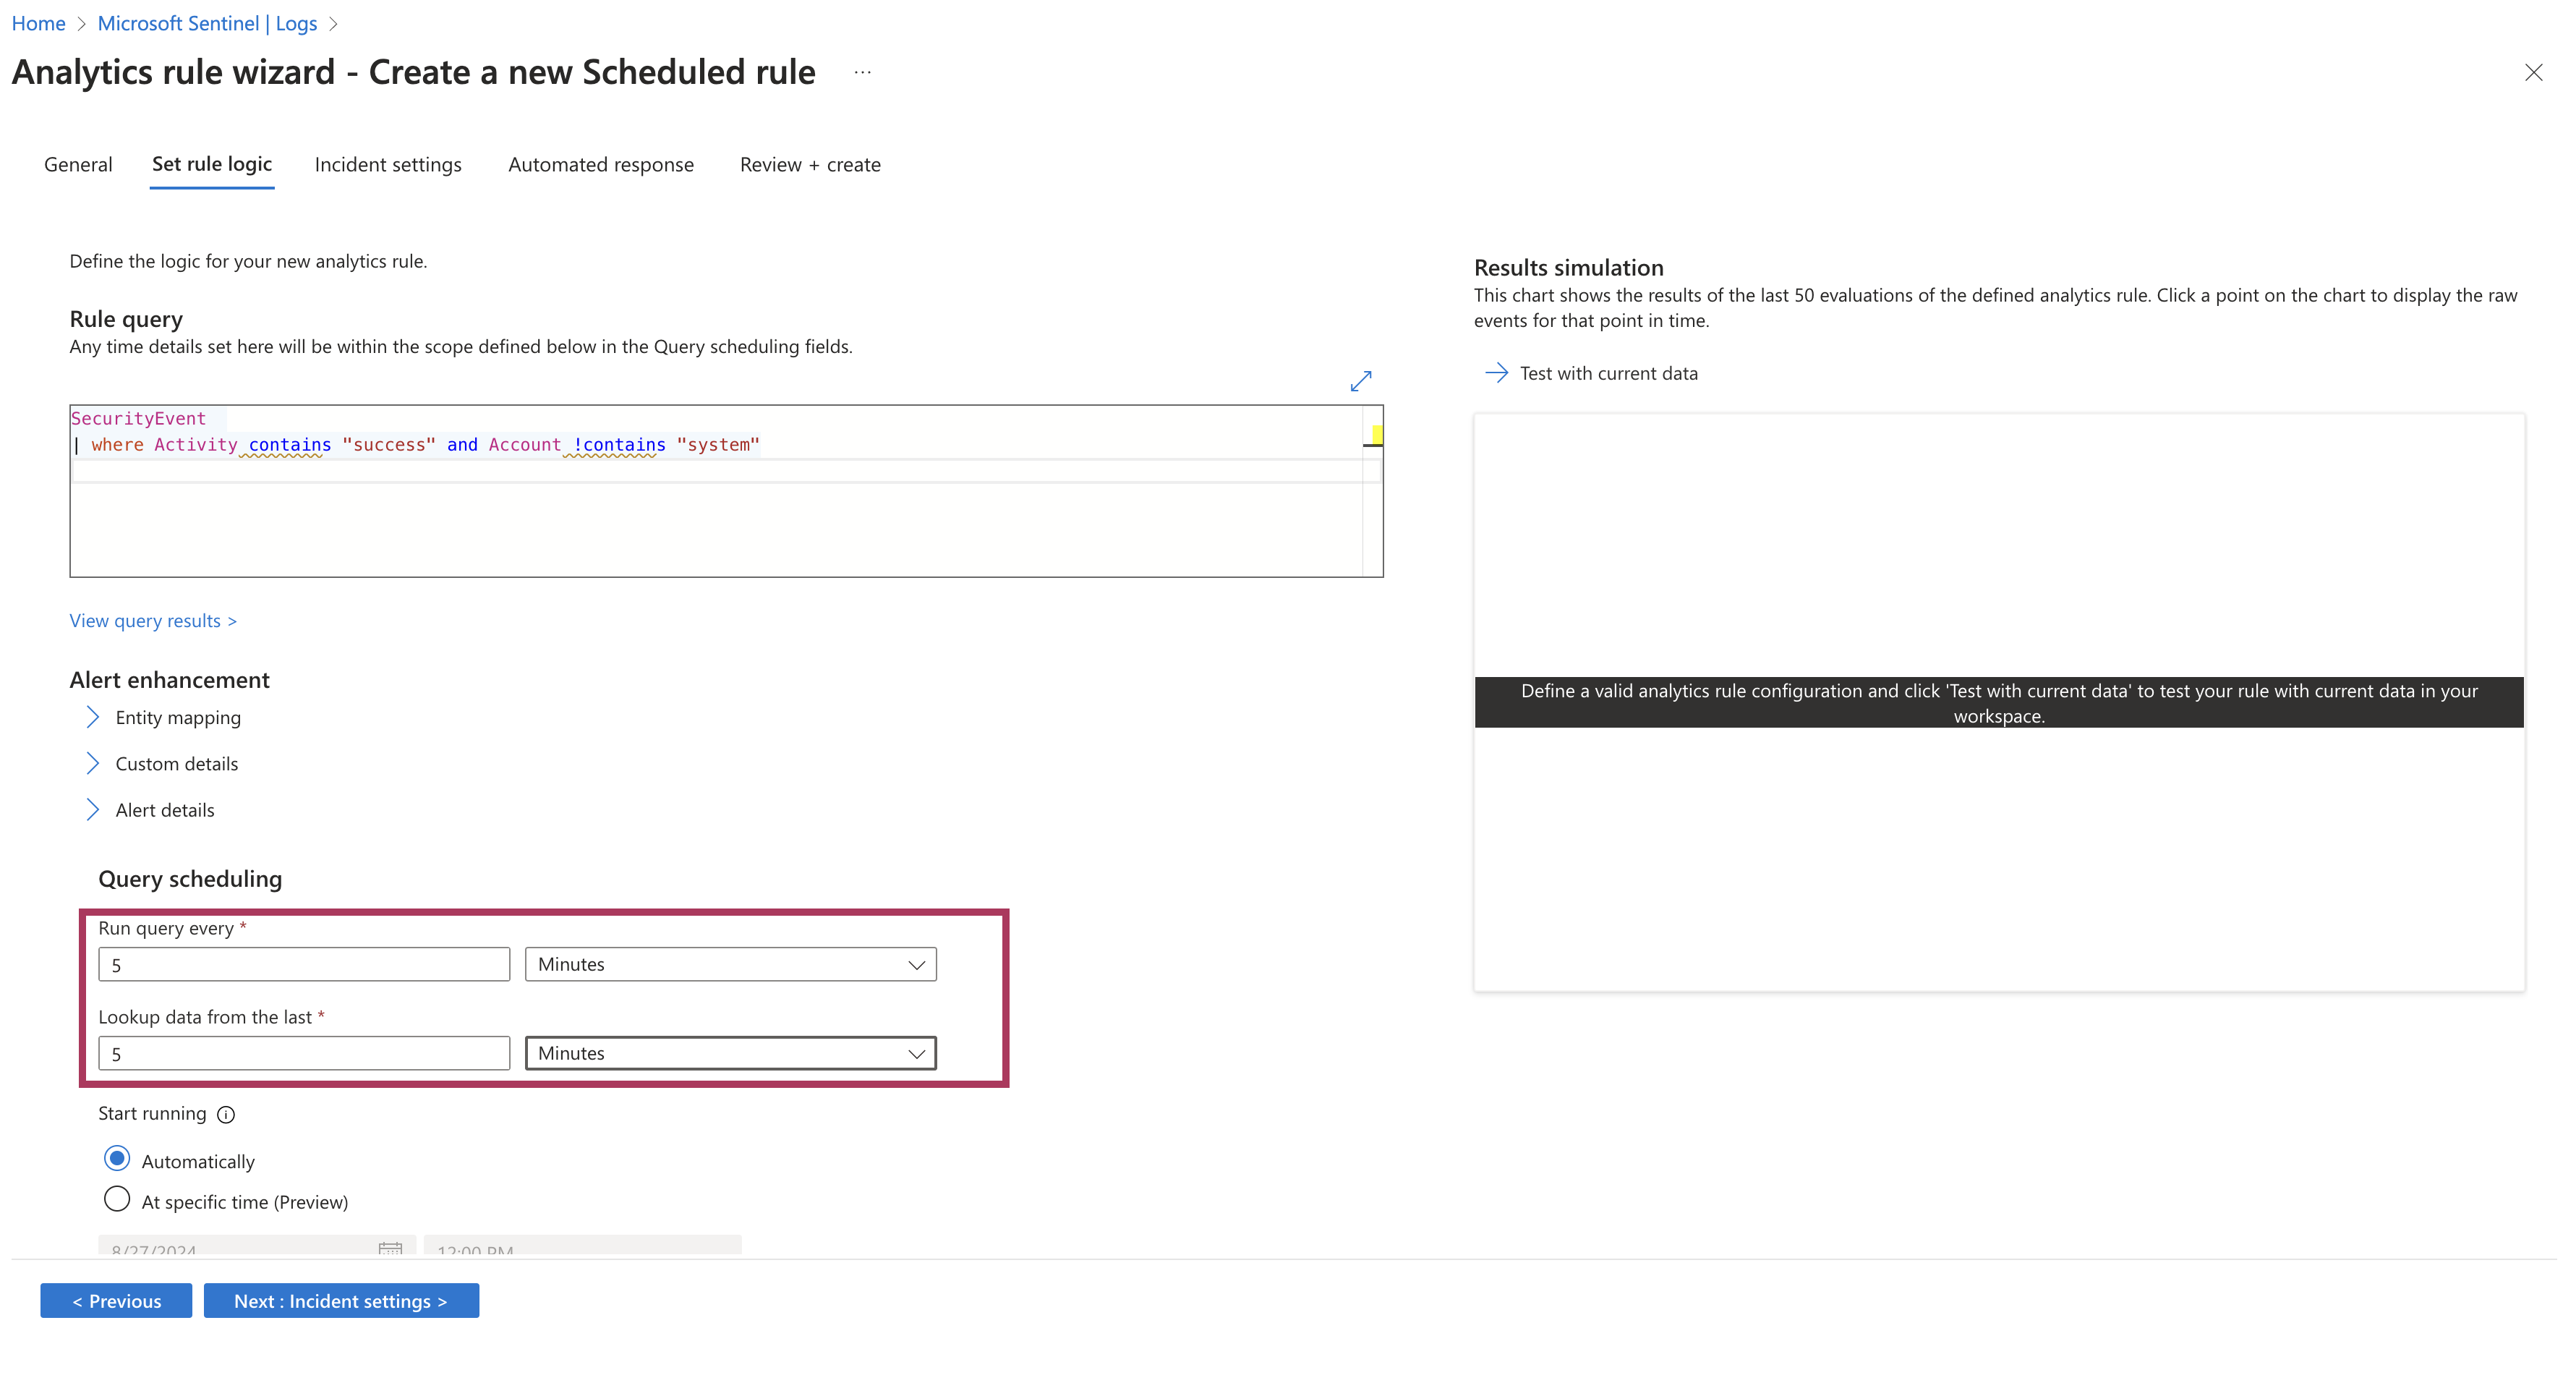 Home > Microsoft Sentinel | Logs >
Analytics rule wizard - Create a new Scheduled rule ...
General Set rule logic Incident settings Automated response Review + create
Define the logic for your new analytics rule.
Rule query
Any time details set here will be within the scope defined below in the Query scheduling fields.
SecurityEvent
| where Activity contains "success" and Account !contains "system"
View query results >
Alert enhancement
Entity mapping
Custom details
Alert details
Query scheduling
Run query every *
5 Minutes
Lookup data from the last *
5 Minutes
Start running
Automatically
At specific time (Preview)
8/27/2024 12:00 PM
< Previous Next : Incident settings >
Results simulation
This chart shows the results of the last 50 evaluations of the defined analytics rule. Click a point on the chart to display the raw
events for that point in time.
Test with current data
Define a valid analytics rule configuration and click 'Test with current data' to test your rule with current data in your
workspace.